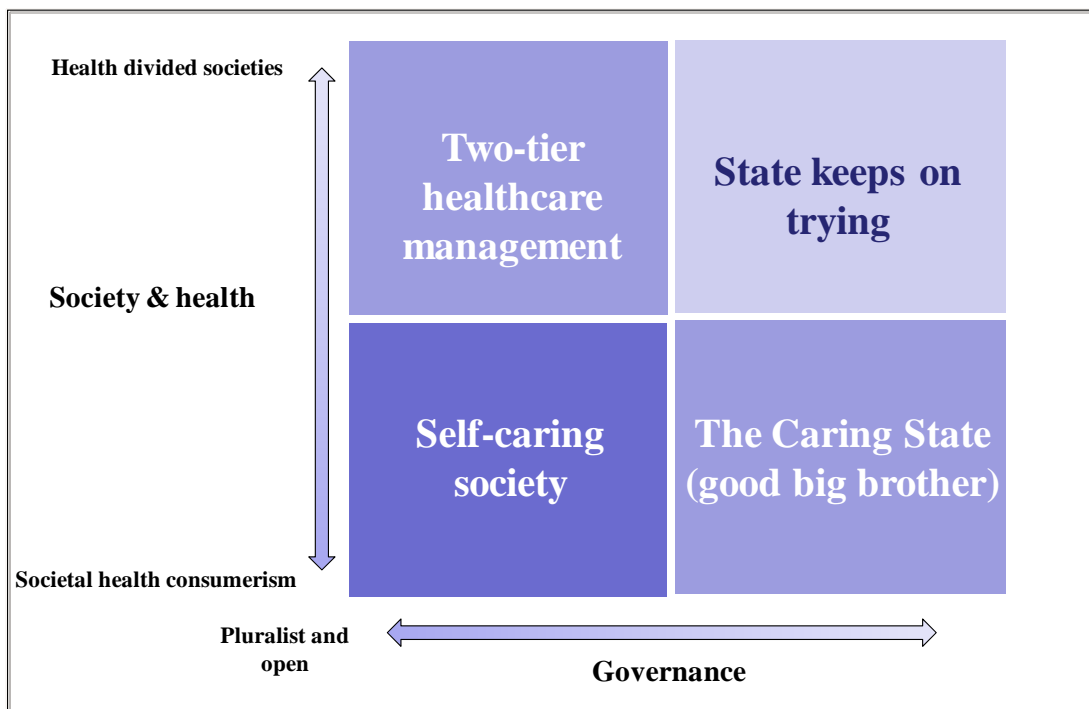 Health divided societies
Two-tier
healthcare
management
State keeps on
trying
Society & health
Self-caring
society
The Caring State
(good big brother)
Societal health consumerism
Pluralist and
open
Governance